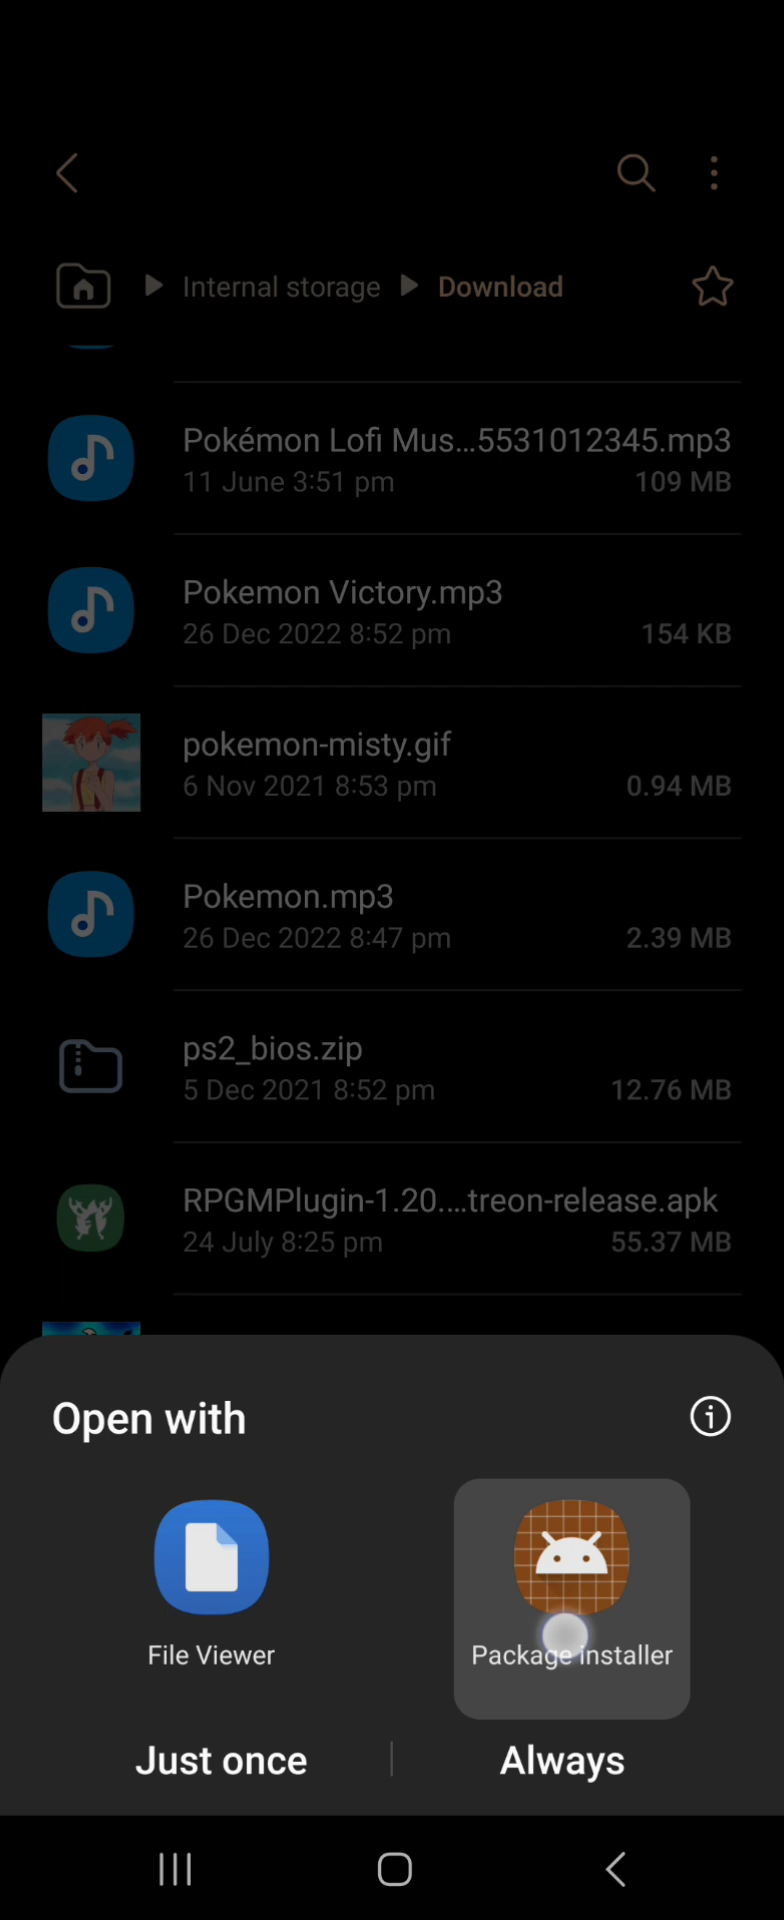 Internal storage
Download
Pokémon Lofi Mus...5531012345.mp3
11 June 3:51 pm
109 MB
Pokemon Victory.mp3
26 Dec 2022 8:52 pm
154 KB
pokemon-misty.gif
6 Nov 2021 8:53 pm
0.94 MB
Pokemon.mp3
26 Dec 2022 8:47 pm
2.39 MB
ps2_bios.zip
5 Dec 2021 8:52 pm
12.76 MB
RPGMPlugin-1.20....treon-release.apk
24 July 8:25 pm
55.37 MB
Open with
File Viewer
Package installer
Just once
Always